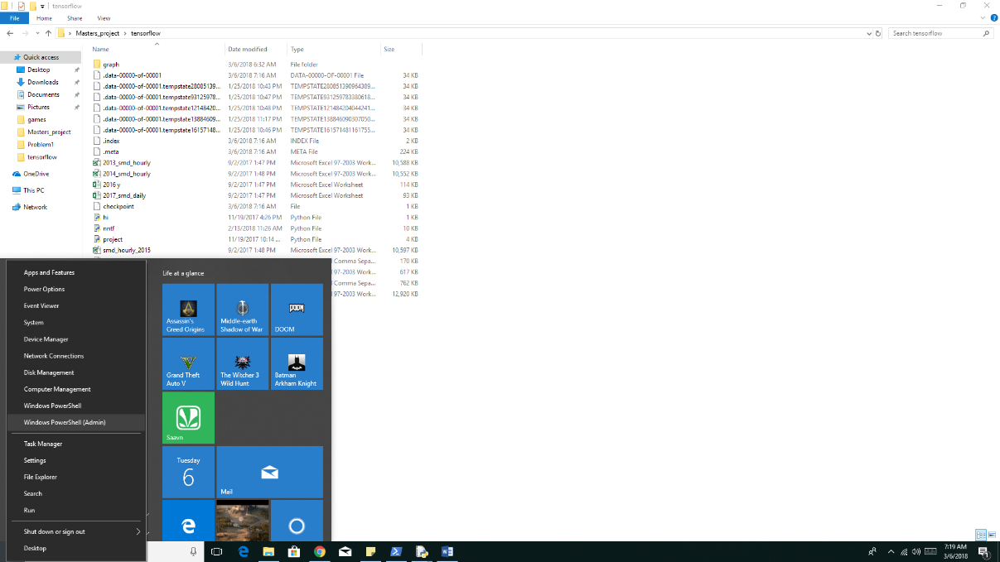 tensorflow
File Home Share View
Masters_project tensorflow Search tensorflow
Name Date modified Type Size
Quick access
Desktop
Downloads
Documents
Pictures
games
Masters_project
Problem1
tensorflow
OneDrive
This PC
Network
graph 3/6/2018 6:32 AM File folder
.data-00000-of-00001 3/6/2018 7:16 AM DATA-00000-OF-00001 File 34 KB
.data-00000-of-00001.tempstate28085139... 1/25/2018 10:43 PM TEMPSTATE280851390964389... 34 KB
.data-00000-of-00001.tempstate93125978... 1/25/2018 10:47 PM TEMPSTATE931259783380618... 34 KB
.data-00000-of-00001.tempstate12148420... 1/25/2018 10:48 PM TEMPSTATE121484204044241... 34 KB
.data-00000-of-00001.tempstate13884609... 1/25/2018 11:17 PM TEMPSTATE138846090307050... 34 KB
.data-00000-of-00001.tempstate16157148... 1/25/2018 10:46 PM TEMPSTATE161571481161755... 34 KB
.index 3/6/2018 7:16 AM INDEX File 2 KB
.meta 3/6/2018 7:16 AM META File 224 KB
2013_smd_hourly 9/2/2017 1:47 PM Microsoft Excel 97-2003 Work... 10,588 KB
2014_smd_hourly 9/2/2017 1:48 PM Microsoft Excel 97-2003 Work... 10,552 KB
2016 y 9/2/2017 1:47 PM Microsoft Excel Worksheet 114 KB
2017_smd_daily 9/2/2017 1:47 PM Microsoft Excel Worksheet 93 KB
checkpoint 3/6/2018 7:16 AM File 1 KB
hi 11/19/2017 4:26 PM Python File 1 KB
nntf 2/13/2018 11:26 AM Python File 10 KB
project 11/19/2017 10:14 ... Python File 4 KB
smd_hourly_2015 9/2/2017 1:48 PM Microsoft Excel 97-2003 Work... 10,597 KB
Comma Sepa... 170 KB
97-2003 Work... 617 KB
Comma Sepa... 762 KB
97-2003 Work... 12,920 KB
Apps and Features
Power Options
Event Viewer
System
Device Manager
Network Connections
Disk Management
Computer Management
Windows PowerShell
Windows PowerShell (Admin)
Task Manager
Settings
File Explorer
Search
Run
Shut down or sign out
Desktop
Life at a glance
Assassin's
Creed Origins
Middle-earth
Shadow of War
DOOM
DOOM
Grand Theft
Auto V
The Witcher 3
Wild Hunt
Batman
Arkham Knight
Saavn
Tuesday
6
Mail
7:19 AM
3/6/2018
1